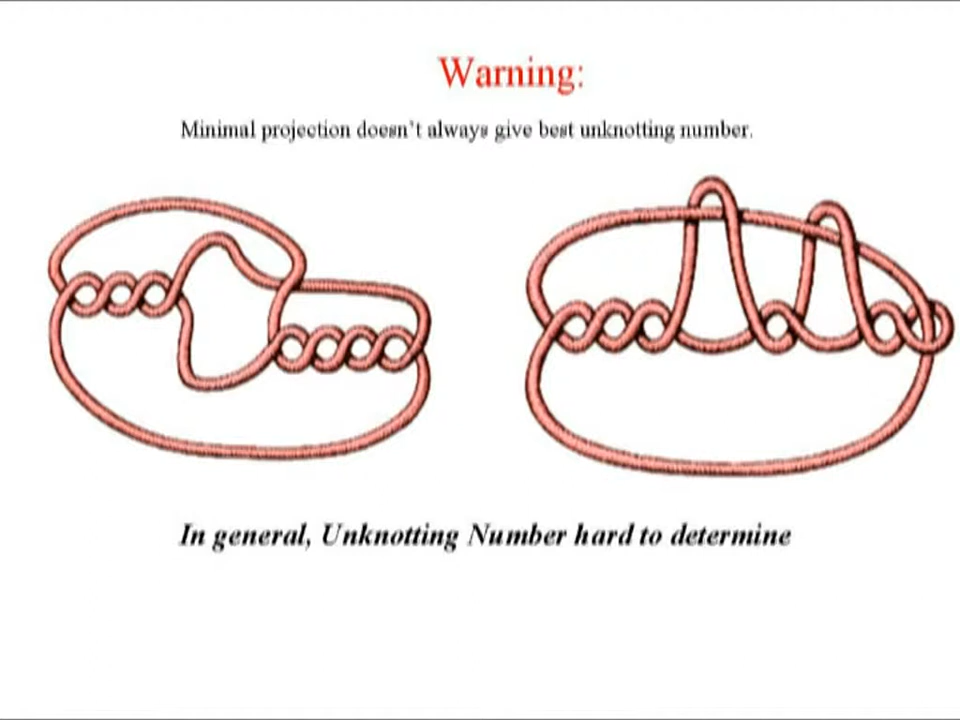 Warning:
Minimal projection doesn't always give best unknotting number.
In general, Unknotting Number hard to determine